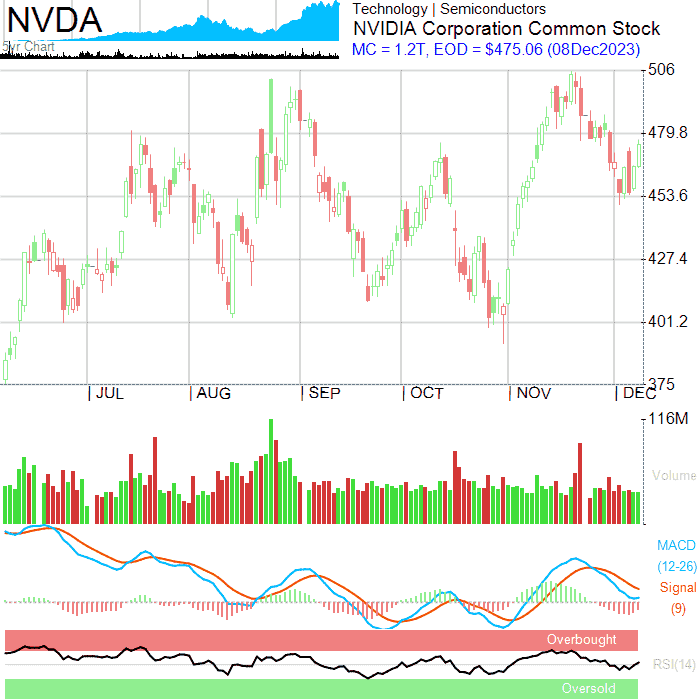 NVDA
5yr Chart
Technology | Semiconductors
NVIDIA Corporation Common Stock
MC = 1.2T, EOD = $475.06 (08Dec2023)
506
479.8
453.6
427.4
401.2
375
JUL
AUG
SEP
OCT
NOV
DEC
116M
Volume
MACD
(12-26)
Signal
(9)
Overbought
RSI(14)
Oversold